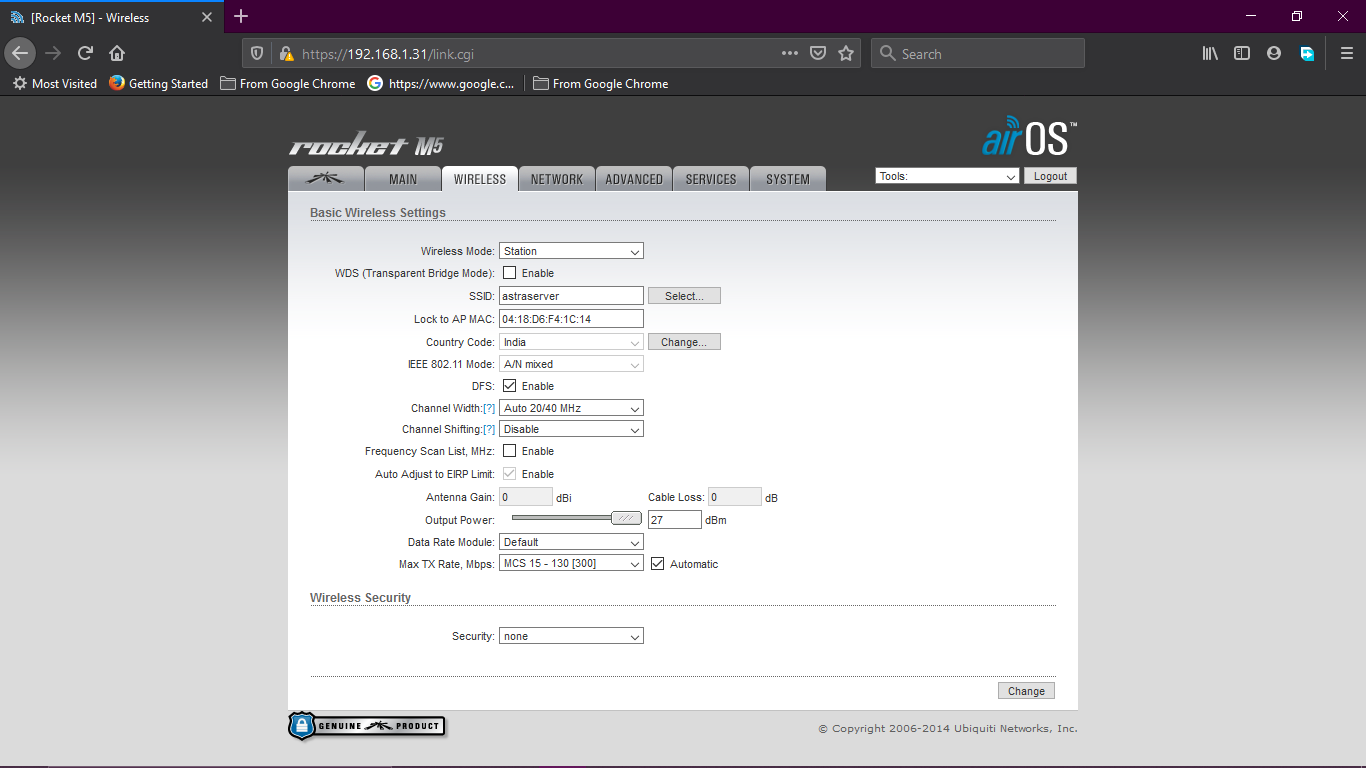 [Rocket M5] - Wireless
https://192.168.1.31/link.cgi
Search
Most Visited
Getting Started
From Google Chrome
https://www.google.c...
From Google Chrome
rocket M5
airOS™
MAIN
WIRELESS
NETWORK
ADVANCED
SERVICES
SYSTEM
Tools:
Logout
Basic Wireless Settings
Wireless Mode: Station
WDS (Transparent Bridge Mode): Enable
SSID: astraserver Select...
Lock to AP MAC: 04:18:D6:F4:1C:14
Country Code: India Change...
IEEE 802.11 Mode: A/N mixed
DFS: Enable
Channel Width:[?] Auto 20/40 MHz
Channel Shifting:[?] Disable
Frequency Scan List, MHz: Enable
Auto Adjust to EIRP Limit: Enable
Antenna Gain: 0 dBi Cable Loss: 0 dB
Output Power: 27 dBm
Data Rate Module: Default
Max TX Rate, Mbps: MCS 15 - 130 [300] Automatic
Wireless Security
Security: none
Change
GENUINE PRODUCT
© Copyright 2006-2014 Ubiquiti Networks, Inc.